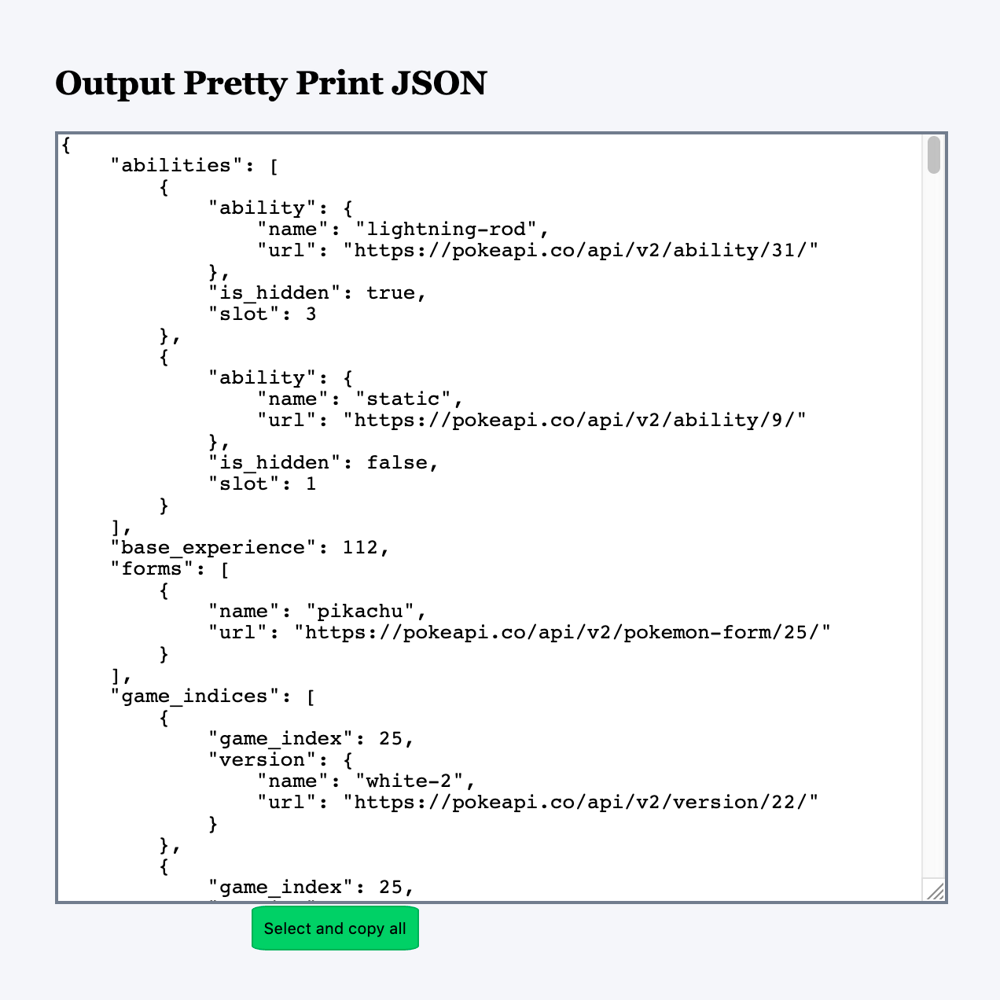 Output Pretty Print JSON
{
    "abilities": [
        {
            "ability": {
                "name": "lightning-rod",
                "url": "https://pokeapi.co/api/v2/ability/31/"
            },
            "is_hidden": true,
            "slot": 3
        },
        {
            "ability": {
                "name": "static",
                "url": "https://pokeapi.co/api/v2/ability/9/"
            },
            "is_hidden": false,
            "slot": 1
        }
    ],
    "base_experience": 112,
    "forms": [
        {
            "name": "pikachu",
            "url": "https://pokeapi.co/api/v2/pokemon-form/25/"
        }
    ],
    "game_indices": [
        {
            "game_index": 25,
            "version": {
                "name": "white-2",
                "url": "https://pokeapi.co/api/v2/version/22/"
            }
        },
        {
            "game_index": 25,
Select and copy all